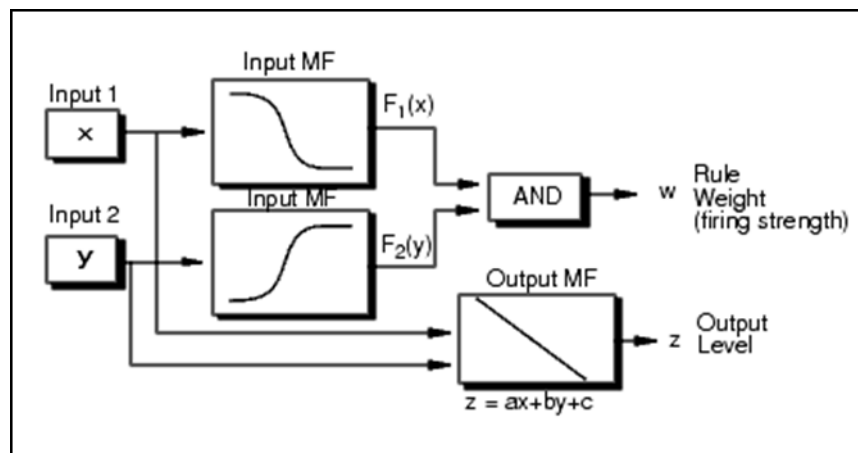 Input MF
Input 1
x
F1(x)
AND
w
Rule
Weight
(firing strength)
Input 2
Input MF
y
F2(y)
Output MF
z
Output
Level
z = ax+by+c